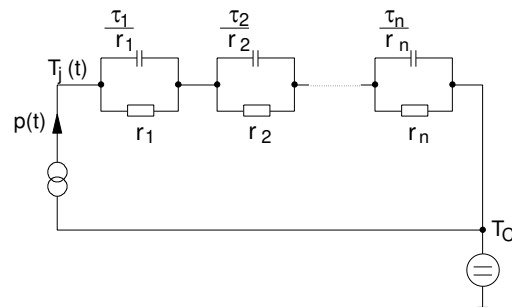 τ1 τ2 τn
r1 r2 rn
Tj(t)
p(t)
r1 r2 rn
TC